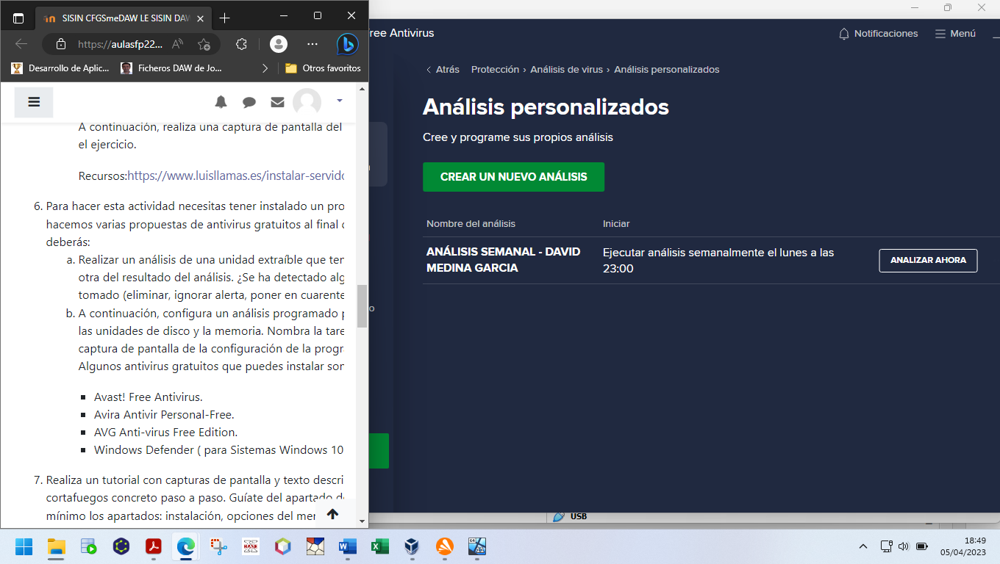 SISIN CFGSmeDAW LE SISIN DAW
https://aulasfp22...
Desarrollo de Aplic...
Ficheros DAW de Jo...
Otros favoritos
A continuación, realiza una captura de pantalla del
el ejercicio.
Recursos:https://www.luisllamas.es/instalar-servido
6. Para hacer esta actividad necesitas tener instalado un pro
hacemos varias propuestas de antivirus gratuitos al final
deberás:
a. Realizar un análisis de una unidad extraíble que ter
otra del resultado del análisis. ¿Se ha detectado alg
tomado (eliminar, ignorar alerta, poner en cuarente
b. A continuación, configura un análisis programado p
las unidades de disco y la memoria. Nombra la tare
captura de pantalla de la configuración de la progr
Algunos antivirus gratuitos que puedes instalar sor
Avast! Free Antivirus.
Avira Antivir Personal-Free.
AVG Anti-virus Free Edition.
Windows Defender ( para Sistemas Windows 10
7. Realiza un tutorial con capturas de pantalla y texto descri
cortafuegos concreto paso a paso. Guíate del apartado de
mínimo los apartados: instalación, opciones del mer
ree Antivirus
Notificaciones
Menú
Atrás
Protección › Análisis de virus › Análisis personalizados
Análisis personalizados
Cree y programe sus propios análisis
CREAR UN NUEVO ANÁLISIS
Nombre del análisis
Iniciar
ANÁLISIS SEMANAL - DAVID
MEDINA GARCIA
Ejecutar análisis semanalmente el lunes a las
23:00
ANALIZAR AHORA
o
USB
18:49
05/04/2023